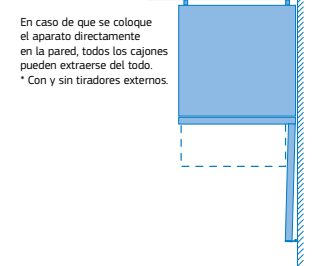 En caso de que se coloque
el aparato directamente
en la pared, todos los cajones
pueden extraerse del todo.
* Con y sin tiradores externos.